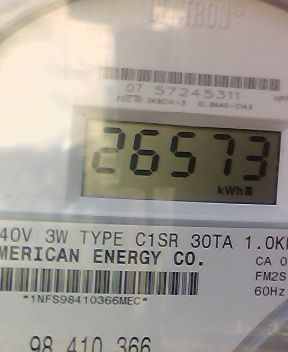 CENTRON
07 57245311
26573
kWh
40V 3W TYPE C1SR 30TA 1.0K
MERICAN ENERGY CO.
CA 0
FM2S
60Hz
*1NFS98410366MEC*
98 410 366